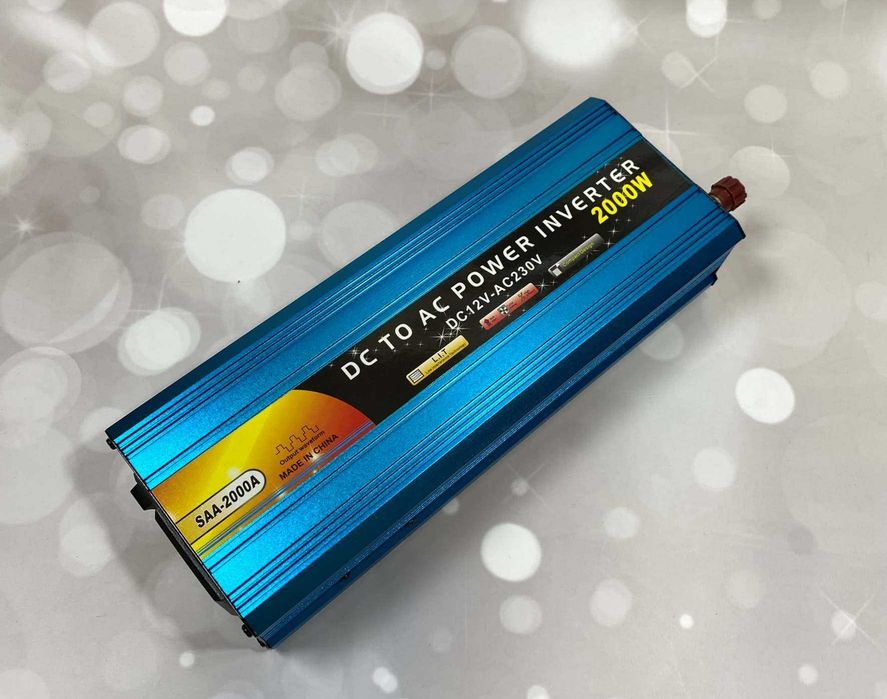 DC TO AC POWER INVERTER
2000W
DC12V-AC230V
L.I.T
Output waveform
MADE IN CHINA
SAA-2000A